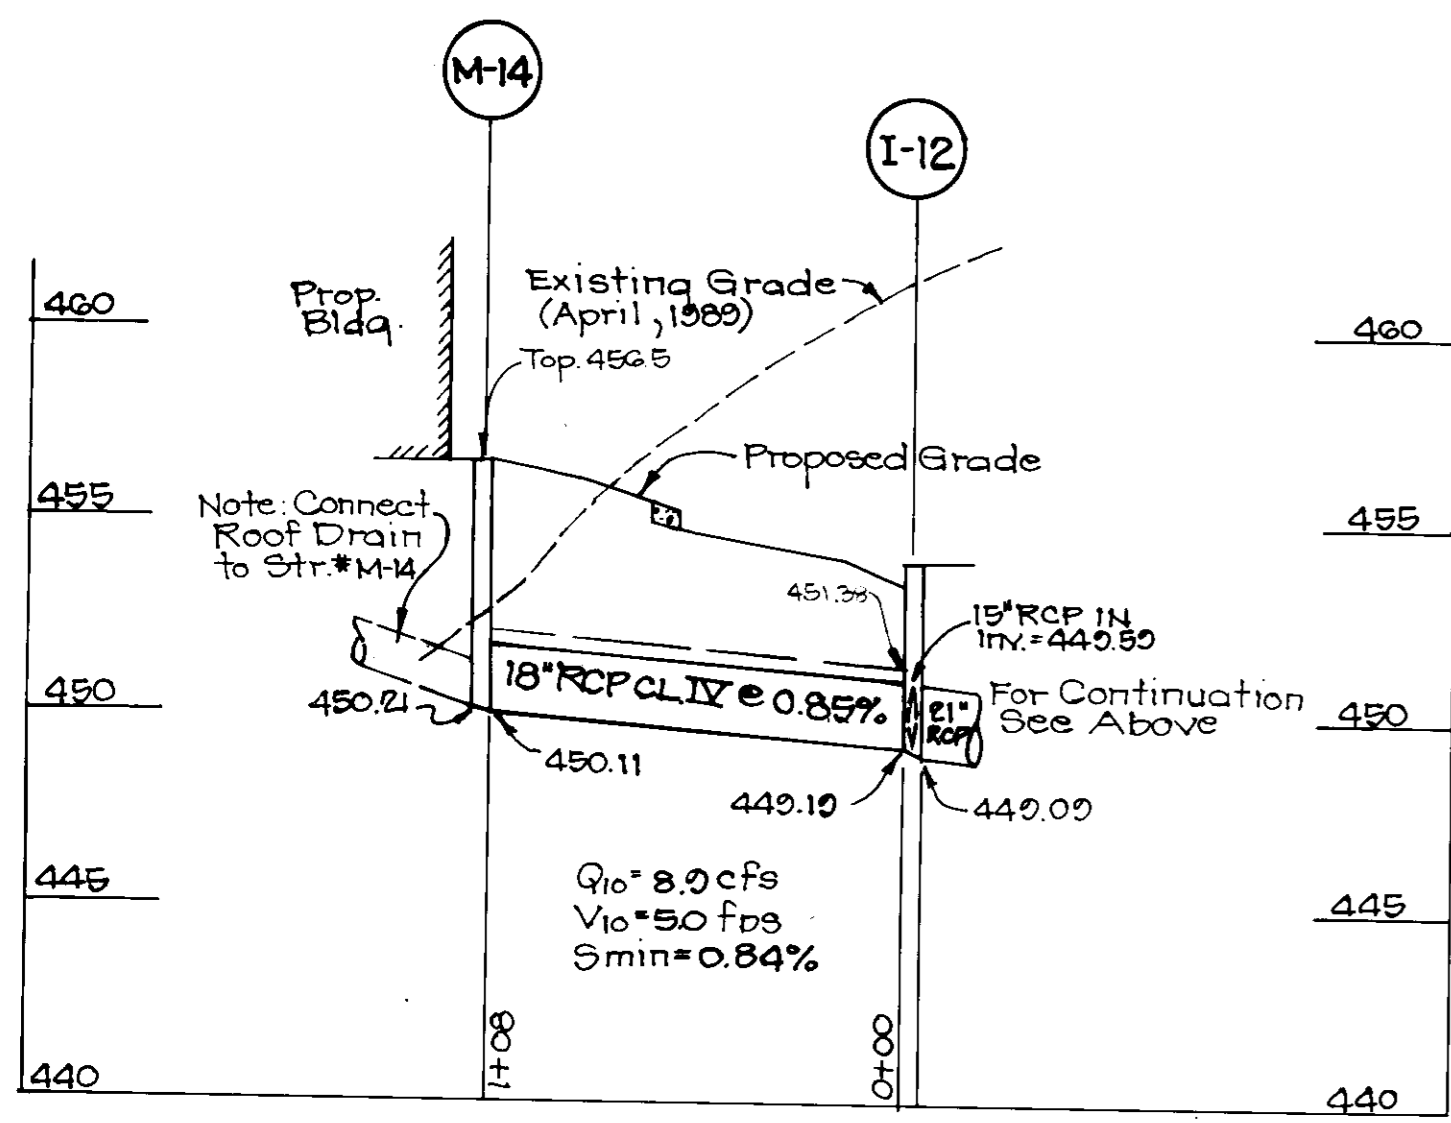 M-14
I-12
460
Prop.
Bldg.
Existing Grade
(April, 1989)
460
Top. 456.5
Proposed Grade
455
Note: Connect
Roof Drain
to Str.#M-14
455
451.38
15" RCP IN
Inv.=449.59
18" RCP CL.IV @ 0.85%
450
450.21
21"
RCP
For Continuation
See Above
450
450.11
449.19
449.09
445
Q10=8.9 cfs
V10=5.0 fps
Smin=0.84%
445
1+08
0+00
440
440